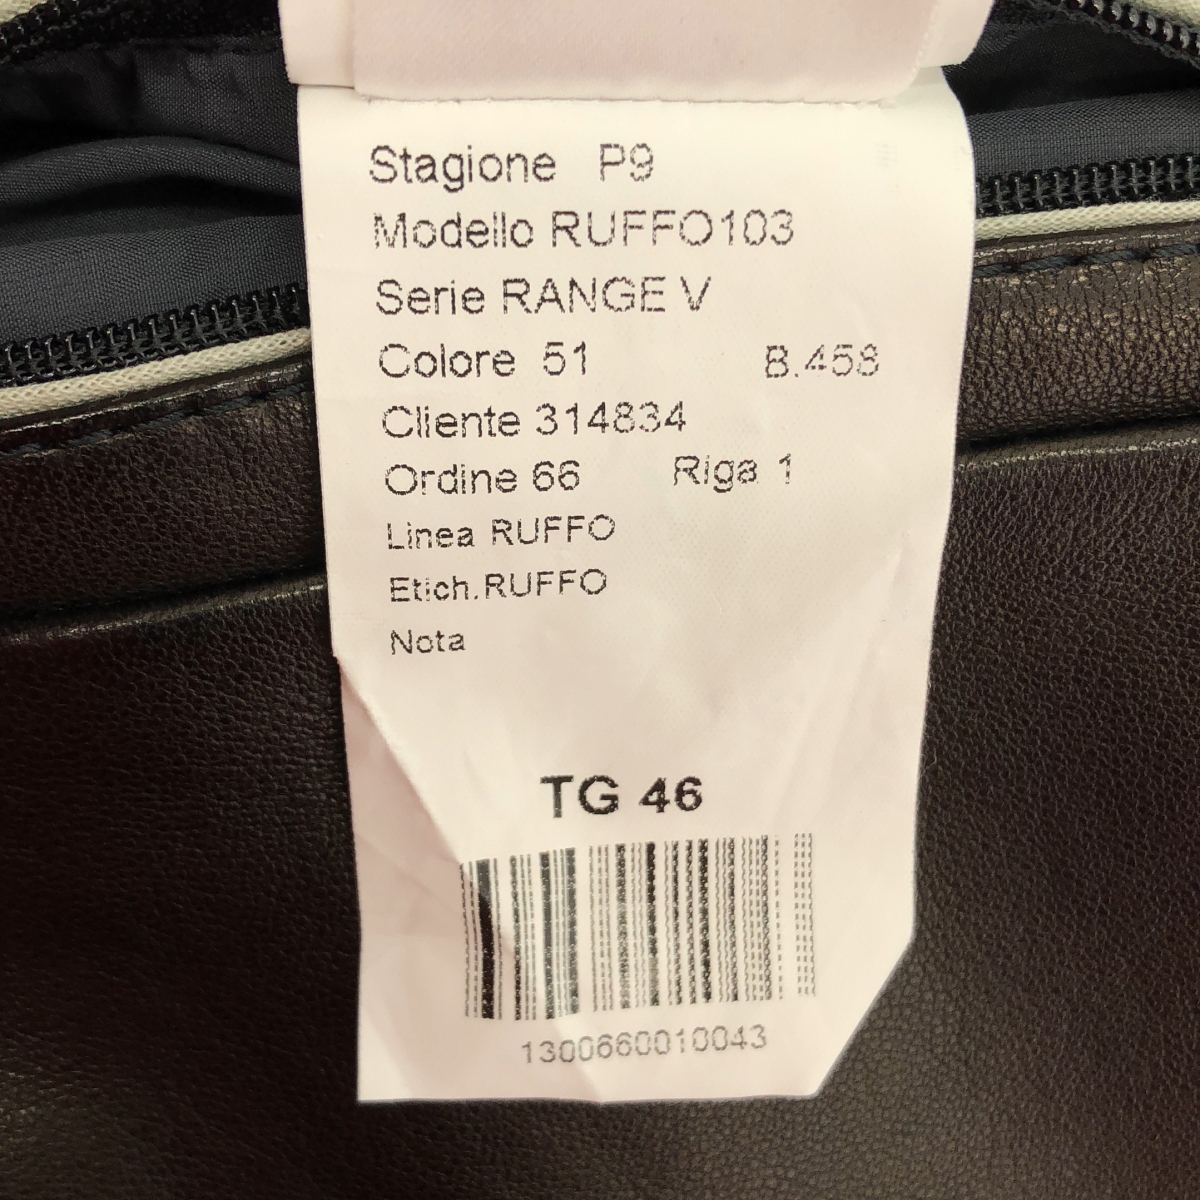 Stagione P9
Modello RUFFO103
Serie RANGE V
Colore 51 B.458
Cliente 314834
Ordine 66 Riga 1
Linea RUFFO
Etich.RUFFO
Nota
TG 46
1300660010043